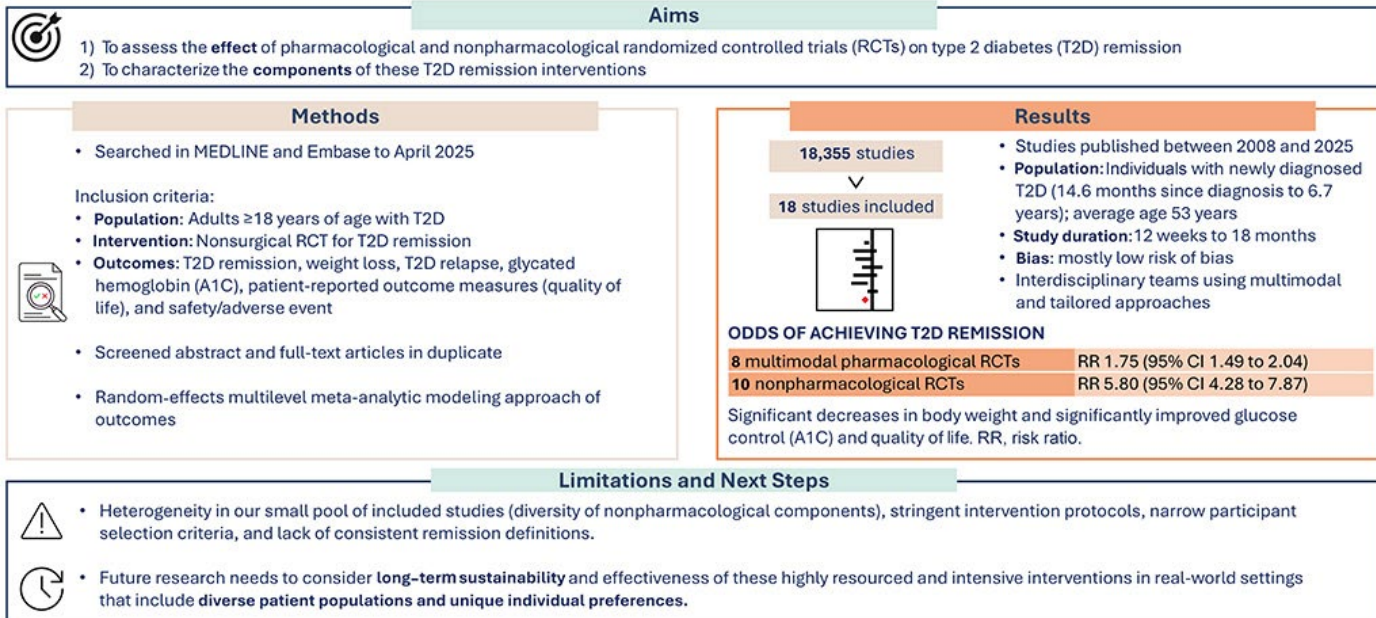 Aims
1) To assess the effect of pharmacological and nonpharmacological randomized controlled trials (RCTs) on type 2 diabetes (T2D) remission
2) To characterize the components of these T2D remission interventions
Methods
• Searched in MEDLINE and Embase to April 2025
Inclusion criteria:
• Population: Adults ≥18 years of age with T2D
• Intervention: Nonsurgical RCT for T2D remission
• Outcomes: T2D remission, weight loss, T2D relapse, glycated
hemoglobin (A1C), patient-reported outcome measures (quality of
life), and safety/adverse event
• Screened abstract and full-text articles in duplicate
• Random-effects multilevel meta-analytic modeling approach of
outcomes
Results
18,355 studies
18 studies included
• Studies published between 2008 and 2025
• Population: Individuals with newly diagnosed
T2D (14.6 months since diagnosis to 6.7
years); average age 53 years
• Study duration: 12 weeks to 18 months
• Bias: mostly low risk of bias
• Interdisciplinary teams using multimodal
and tailored approaches
ODDS OF ACHIEVING T2D REMISSION
8 multimodal pharmacological RCTs RR 1.75 (95% CI 1.49 to 2.04)
10 nonpharmacological RCTs RR 5.80 (95% CI 4.28 to 7.87)
Significant decreases in body weight and significantly improved glucose
control (A1C) and quality of life. RR, risk ratio.
Limitations and Next Steps
• Heterogeneity in our small pool of included studies (diversity of nonpharmacological components), stringent intervention protocols, narrow participant
selection criteria, and lack of consistent remission definitions.
• Future research needs to consider long-term sustainability and effectiveness of these highly resourced and intensive interventions in real-world settings
that include diverse patient populations and unique individual preferences.